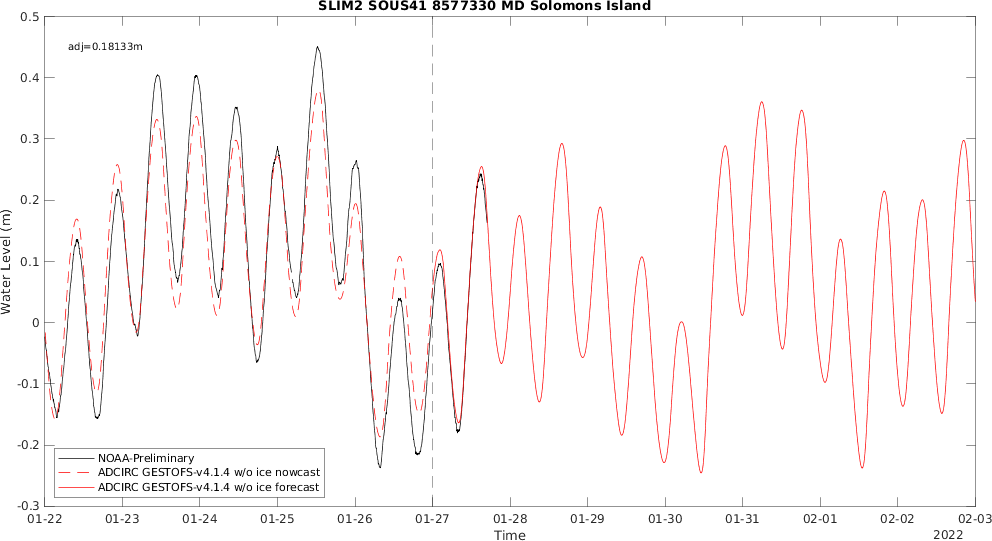 SLIM2 SOUS41 8577330 MD Solomons Island
adj=0.18133m
0.5
0.4
0.3
0.2
0.1
0
-0.1
-0.2
-0.3
Water Level (m)
NOAA-Preliminary
ADCIRC GESTOFS-v4.1.4 w/o ice nowcast
ADCIRC GESTOFS-v4.1.4 w/o ice forecast
01-22 01-23 01-24 01-25 01-26 01-27 01-28 01-29 01-30 01-31 02-01 02-02 02-03
Time
2022